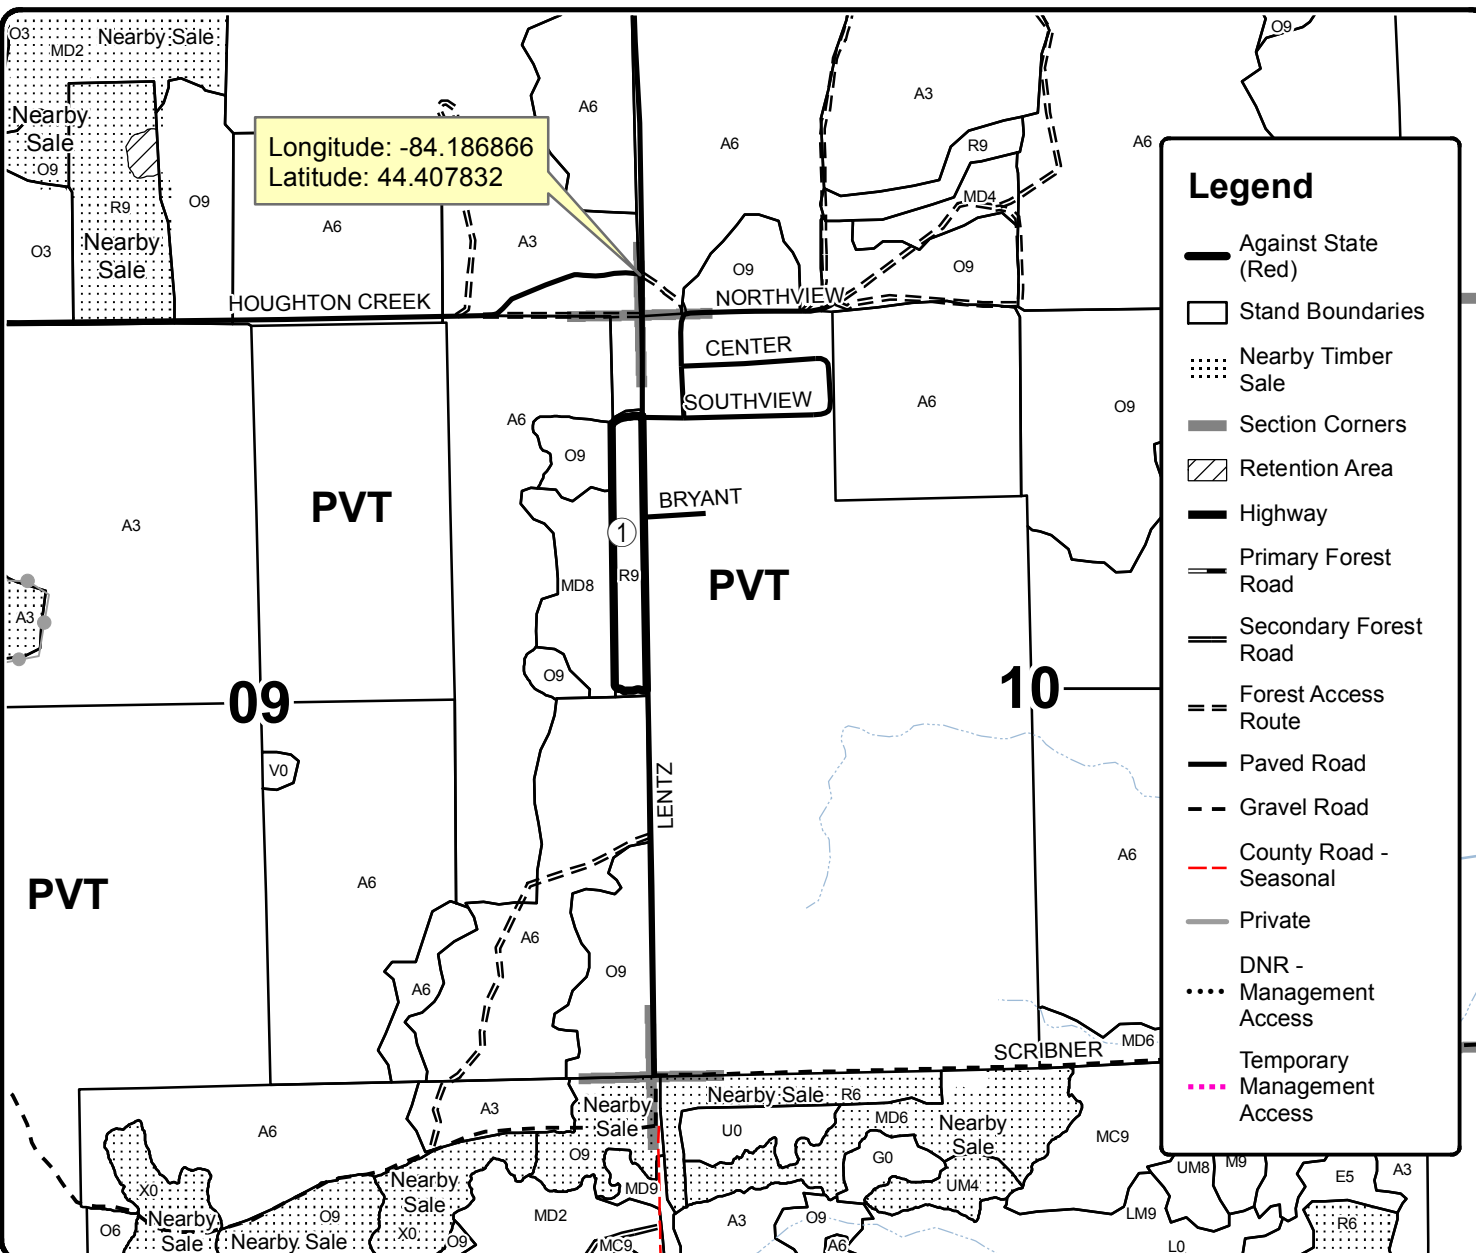 O3
MD2
Nearby Sale
O9
Nearby
Sale
O9
R9
O9
Nearby
Sale
O3
A6
A6
A3
A6
A3
R9
MD4
O9
O9
A6
Longitude: -84.186866
Latitude: 44.407832
HOUGHTON CREEK
NORTHVIEW
CENTER
SOUTHVIEW
BRYANT
A6
O9
A6
O9
A3
PVT
1
R9
MD8
PVT
A3
O9
09
10
V0
LENTZ
A6
A6
PVT
A6
O9
A6
SCRIBNER
MD6
A3
Nearby
Sale
Nearby Sale
R6
MD6
Nearby
Sale
U0
G0
UM4
MC9
A6
O9
MD9
X0
Nearby
Sale
O6
Nearby
Sale
O9
Nearby Sale
X0
O9
MD2
MC9
A3
O9
A6
LM9
UM8
M9
L0
E5
A3
R6
Legend
Against State
(Red)
Stand Boundaries
Nearby Timber
Sale
Section Corners
Retention Area
Highway
Primary Forest
Road
Secondary Forest
Road
Forest Access
Route
Paved Road
Gravel Road
County Road -
Seasonal
Private
DNR -
Management
Access
Temporary
Management
Access